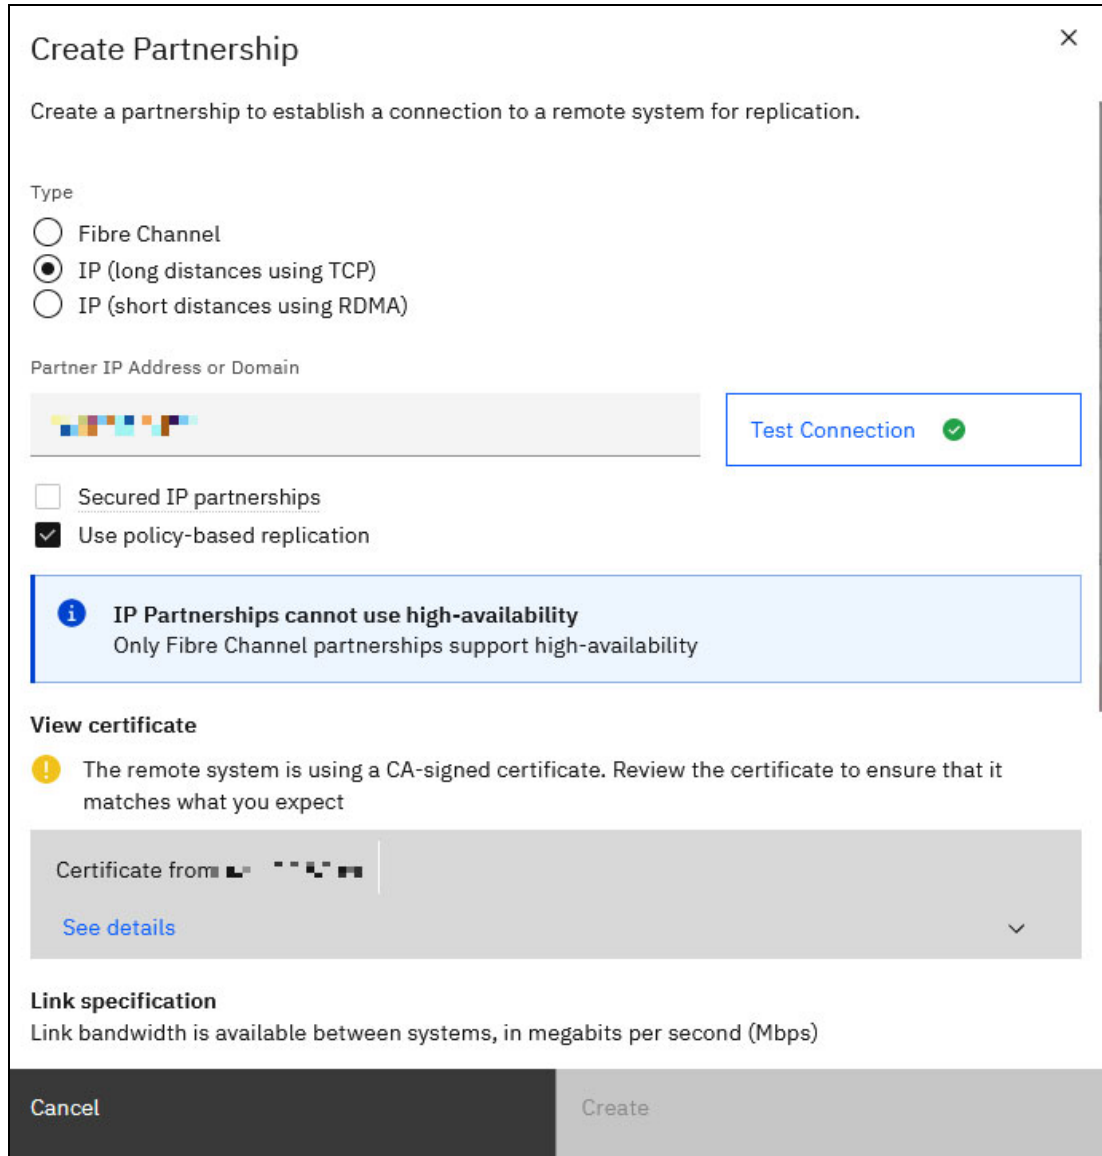 Create Partnership
Create a partnership to establish a connection to a remote system for replication.
Type
Fibre Channel
IP (long distances using TCP)
IP (short distances using RDMA)
Partner IP Address or Domain
Test Connection
Secured IP partnerships
Use policy-based replication
IP Partnerships cannot use high-availability
Only Fibre Channel partnerships support high-availability
View certificate
The remote system is using a CA-signed certificate. Review the certificate to ensure that it
matches what you expect
Certificate from
See details
Link specification
Link bandwidth is available between systems, in megabits per second (Mbps)
Cancel
Create